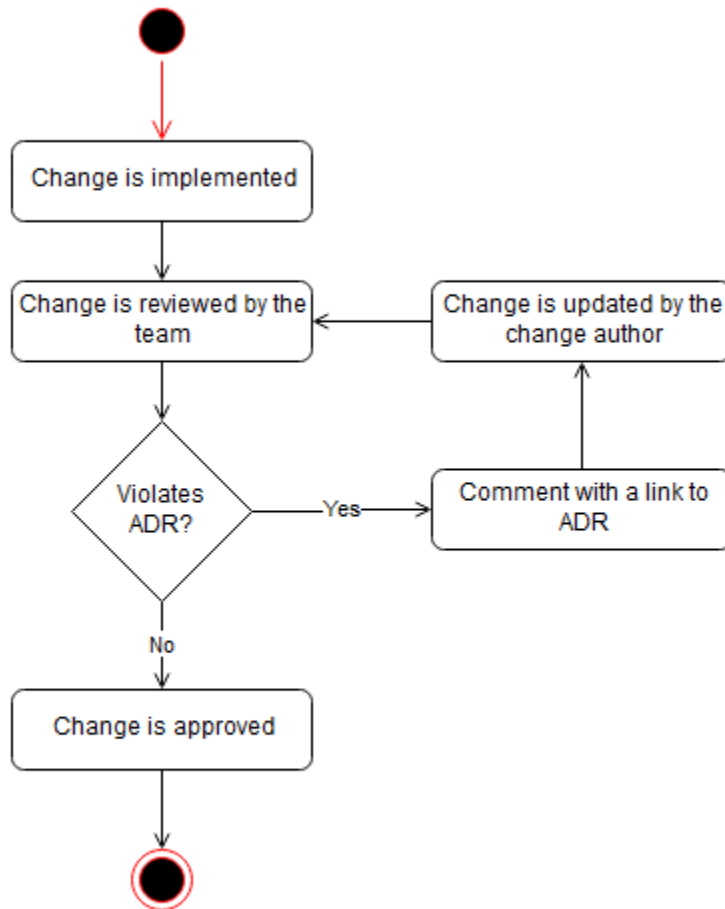 Change is implemented
Change is reviewed by the
team
Change is updated by the
change author
Violates
ADR?
Yes
Comment with a link to
ADR
No
Change is approved